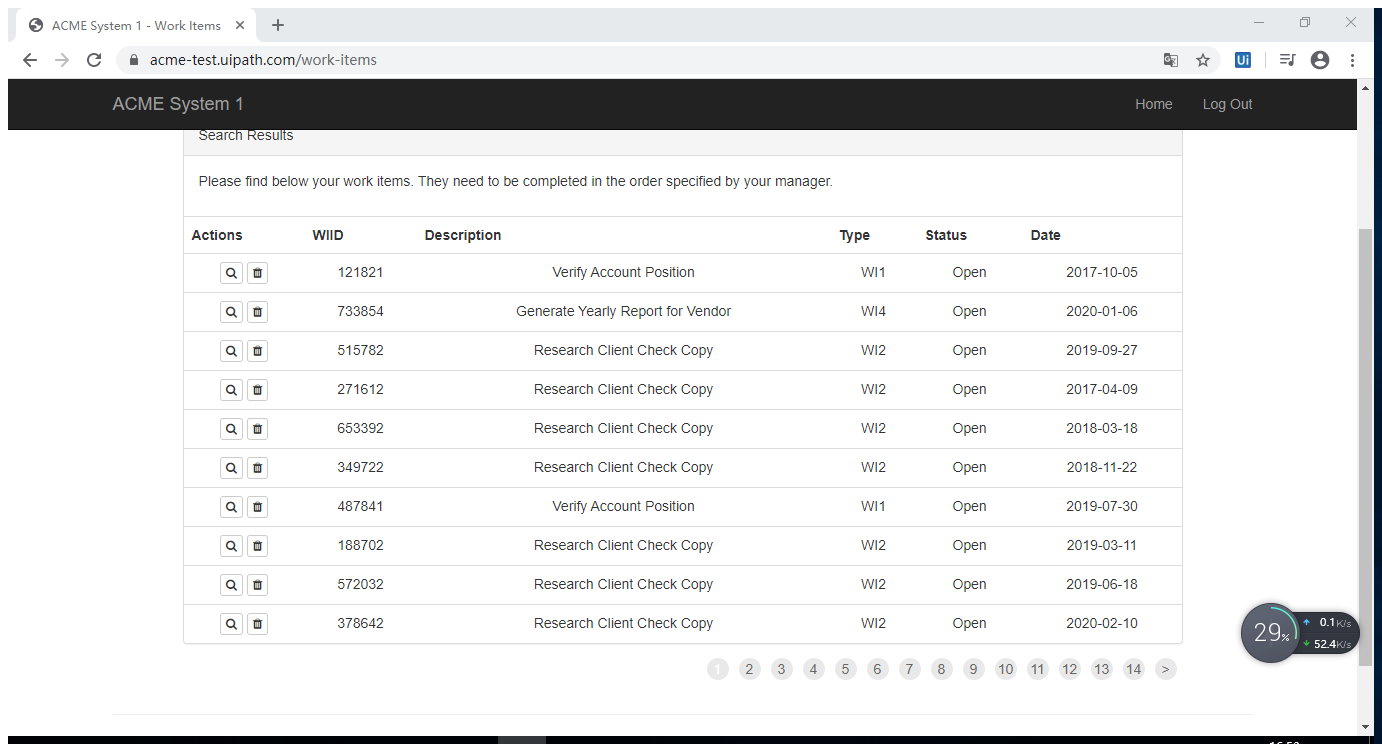 ACME System 1 - Work Items
acme-test.uipath.com/work-items
Ui
ACME System 1 Home Log Out
Search Results
Please find below your work items. They need to be completed in the order specified by your manager.
Actions WIID Description Type Status Date
121821 Verify Account Position WI1 Open 2017-10-05
733854 Generate Yearly Report for Vendor WI4 Open 2020-01-06
515782 Research Client Check Copy WI2 Open 2019-09-27
271612 Research Client Check Copy WI2 Open 2017-04-09
653392 Research Client Check Copy WI2 Open 2018-03-18
349722 Research Client Check Copy WI2 Open 2018-11-22
487841 Verify Account Position WI1 Open 2019-07-30
188702 Research Client Check Copy WI2 Open 2019-03-11
572032 Research Client Check Copy WI2 Open 2019-06-18
378642 Research Client Check Copy WI2 Open 2020-02-10
29% 0.1K/s
52.4K/s
1 2 3 4 5 6 7 8 9 10 11 12 13 14 >